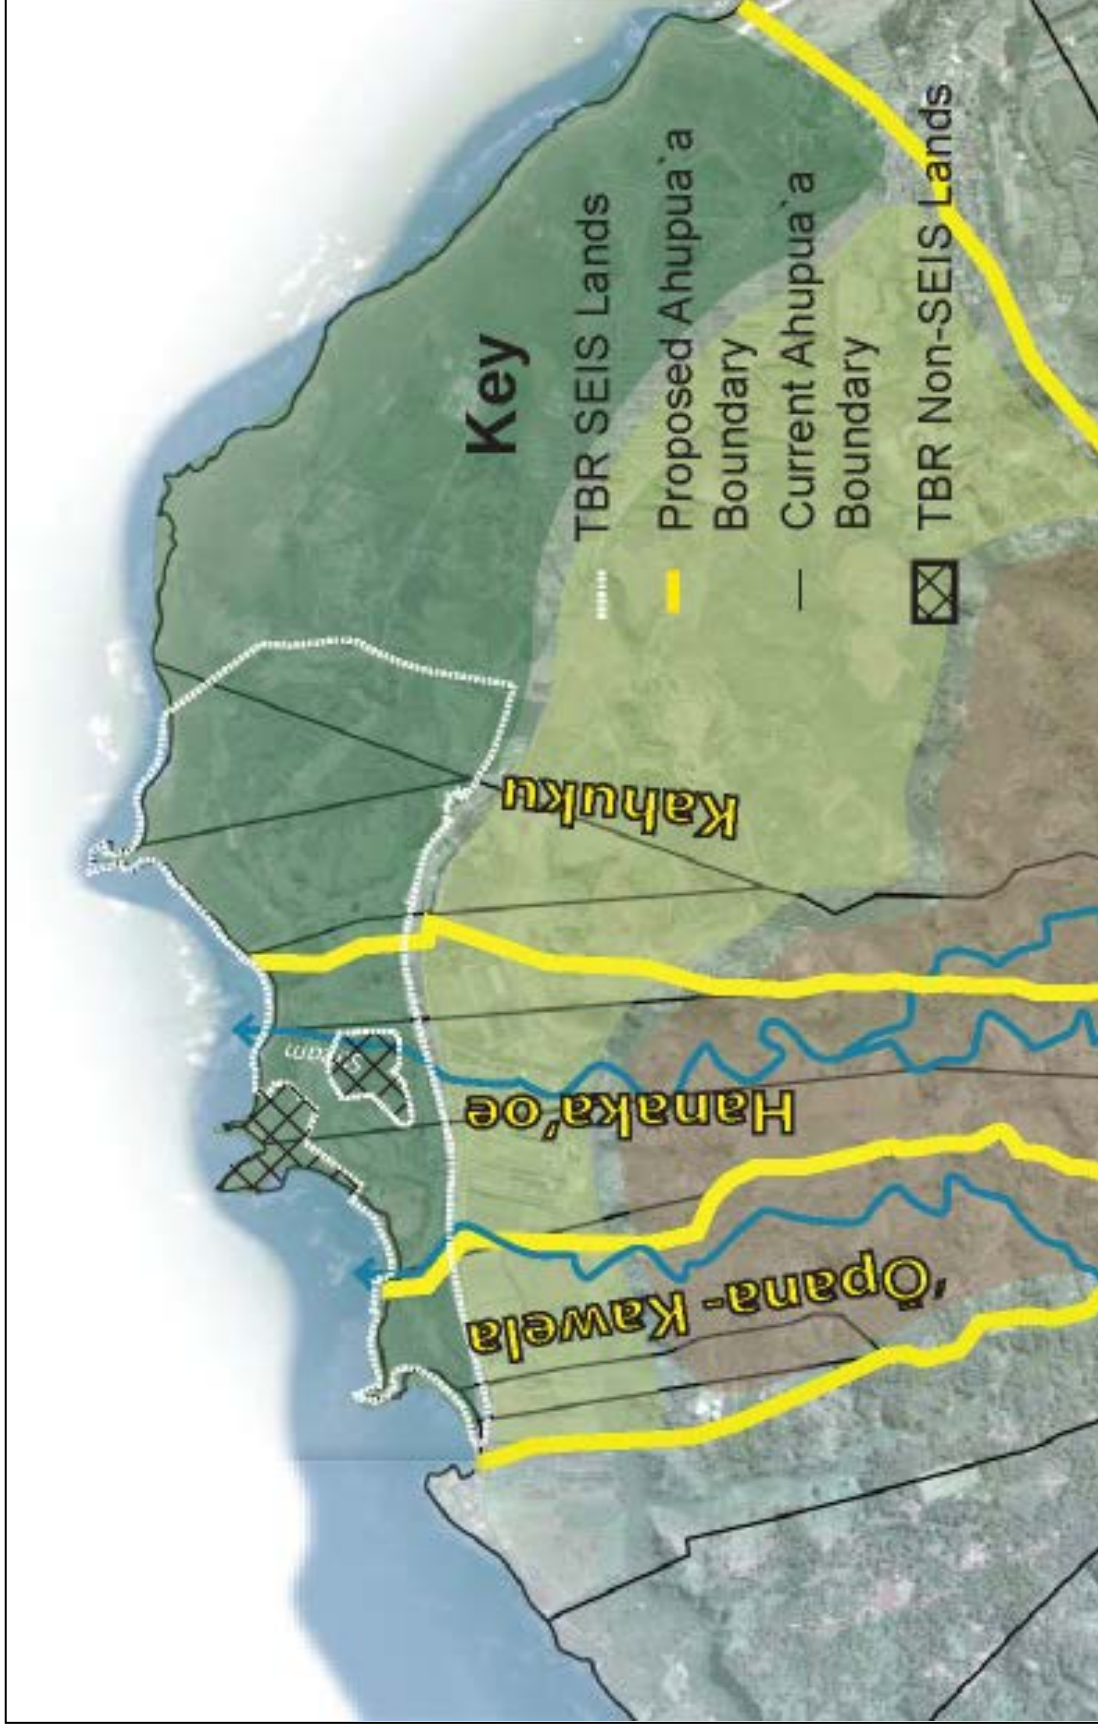 Key
TBR SEIS Lands
Proposed Ahupua`a
Boundary
Current Ahupua`a
Boundary
TBR Non-SEIS Lands
Kahuku
Stream
Hanaka‘oe
‘Ōpana-Kawela